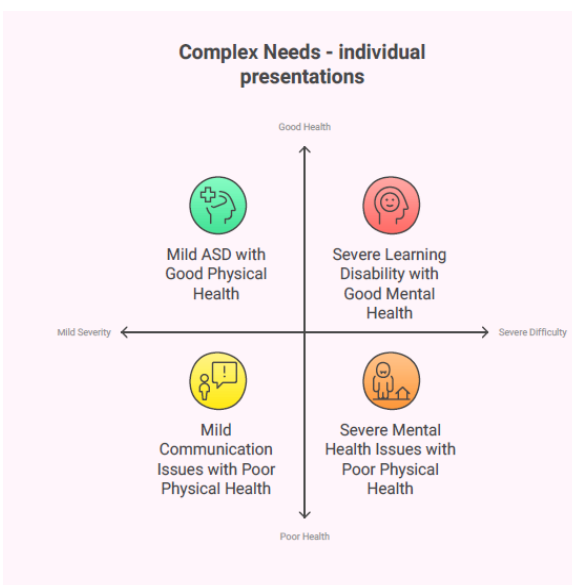 Complex Needs - individual
presentations
Good Health
Mild ASD with
Good Physical
Health
Severe Learning
Disability with
Good Mental
Health
Mild Severity
Severe Difficulty
!
Mild
Communication
Issues with Poor
Physical Health
Severe Mental
Health Issues with
Poor Physical
Health
Poor Health